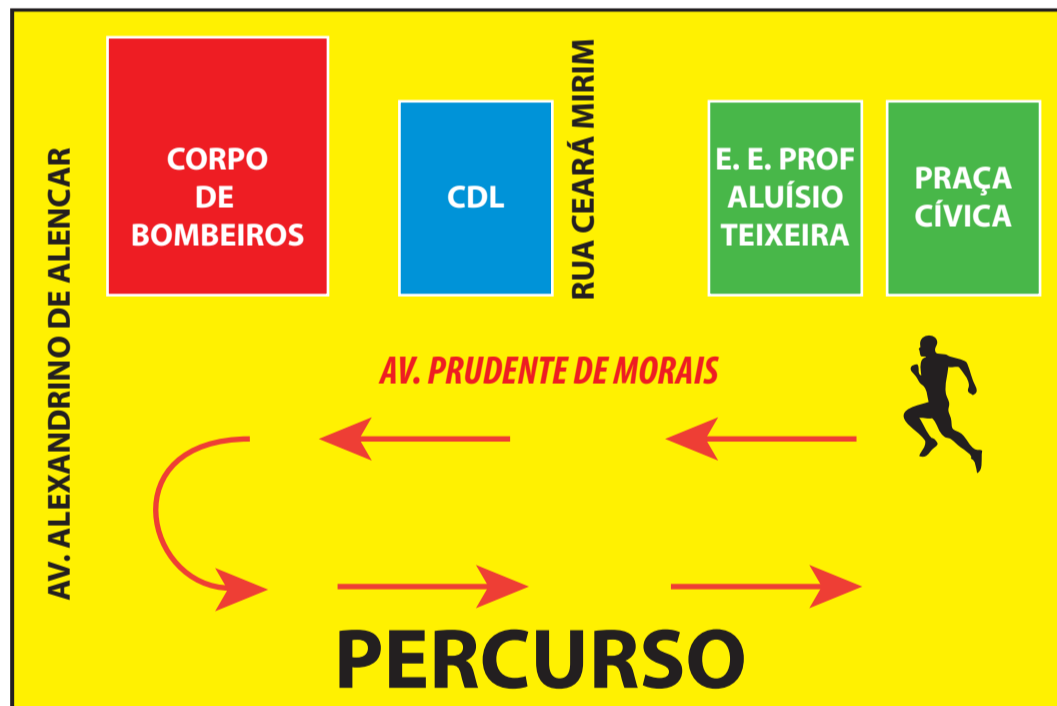 AV. ALEXANDRINO DE ALENCAR
CORPO
DE
BOMBEIROS
CDL
RUA CEARÁ MIRIM
E. E. PROF
ALUÍSIO
TEIXEIRA
PRAÇA
CÍVICA
AV. PRUDENTE DE MORAIS
PERCURSO